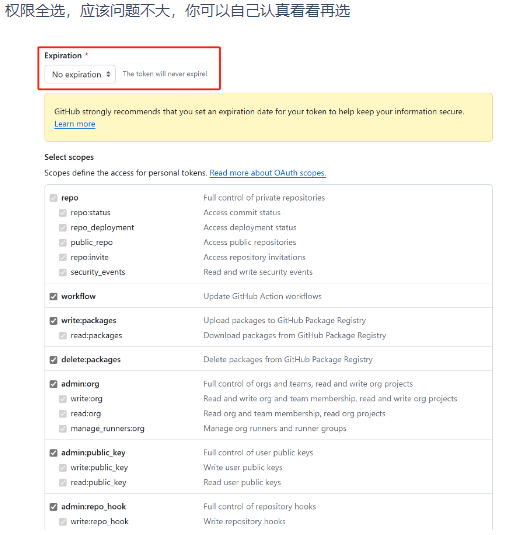 权限全选，应该问题不大，你可以自己认真看看再选
Expiration *
No expiration The token will never expire!
GitHub strongly recommends that you set an expiration date for your token to help keep your information secure.
Learn more
Select scopes
Scopes define the access for personal tokens. Read more about OAuth scopes.
repo Full control of private repositories
repo:status Access commit status
repo_deployment Access deployment status
public_repo Access public repositories
repo:invite Access repository invitations
security_events Read and write security events
workflow Update GitHub Action workflows
write:packages Upload packages to GitHub Package Registry
read:packages Download packages from GitHub Package Registry
delete:packages Delete packages from GitHub Package Registry
admin:org Full control of orgs and teams, read and write org projects
write:org Read and write org and team membership, read and write org projects
read:org Read org and team membership, read org projects
manage_runners:org Manage org runners and runner groups
admin:public_key Full control of user public keys
write:public_key Write user public keys
read:public_key Read user public keys
admin:repo_hook Full control of repository hooks
write:repo_hook Write repository hooks